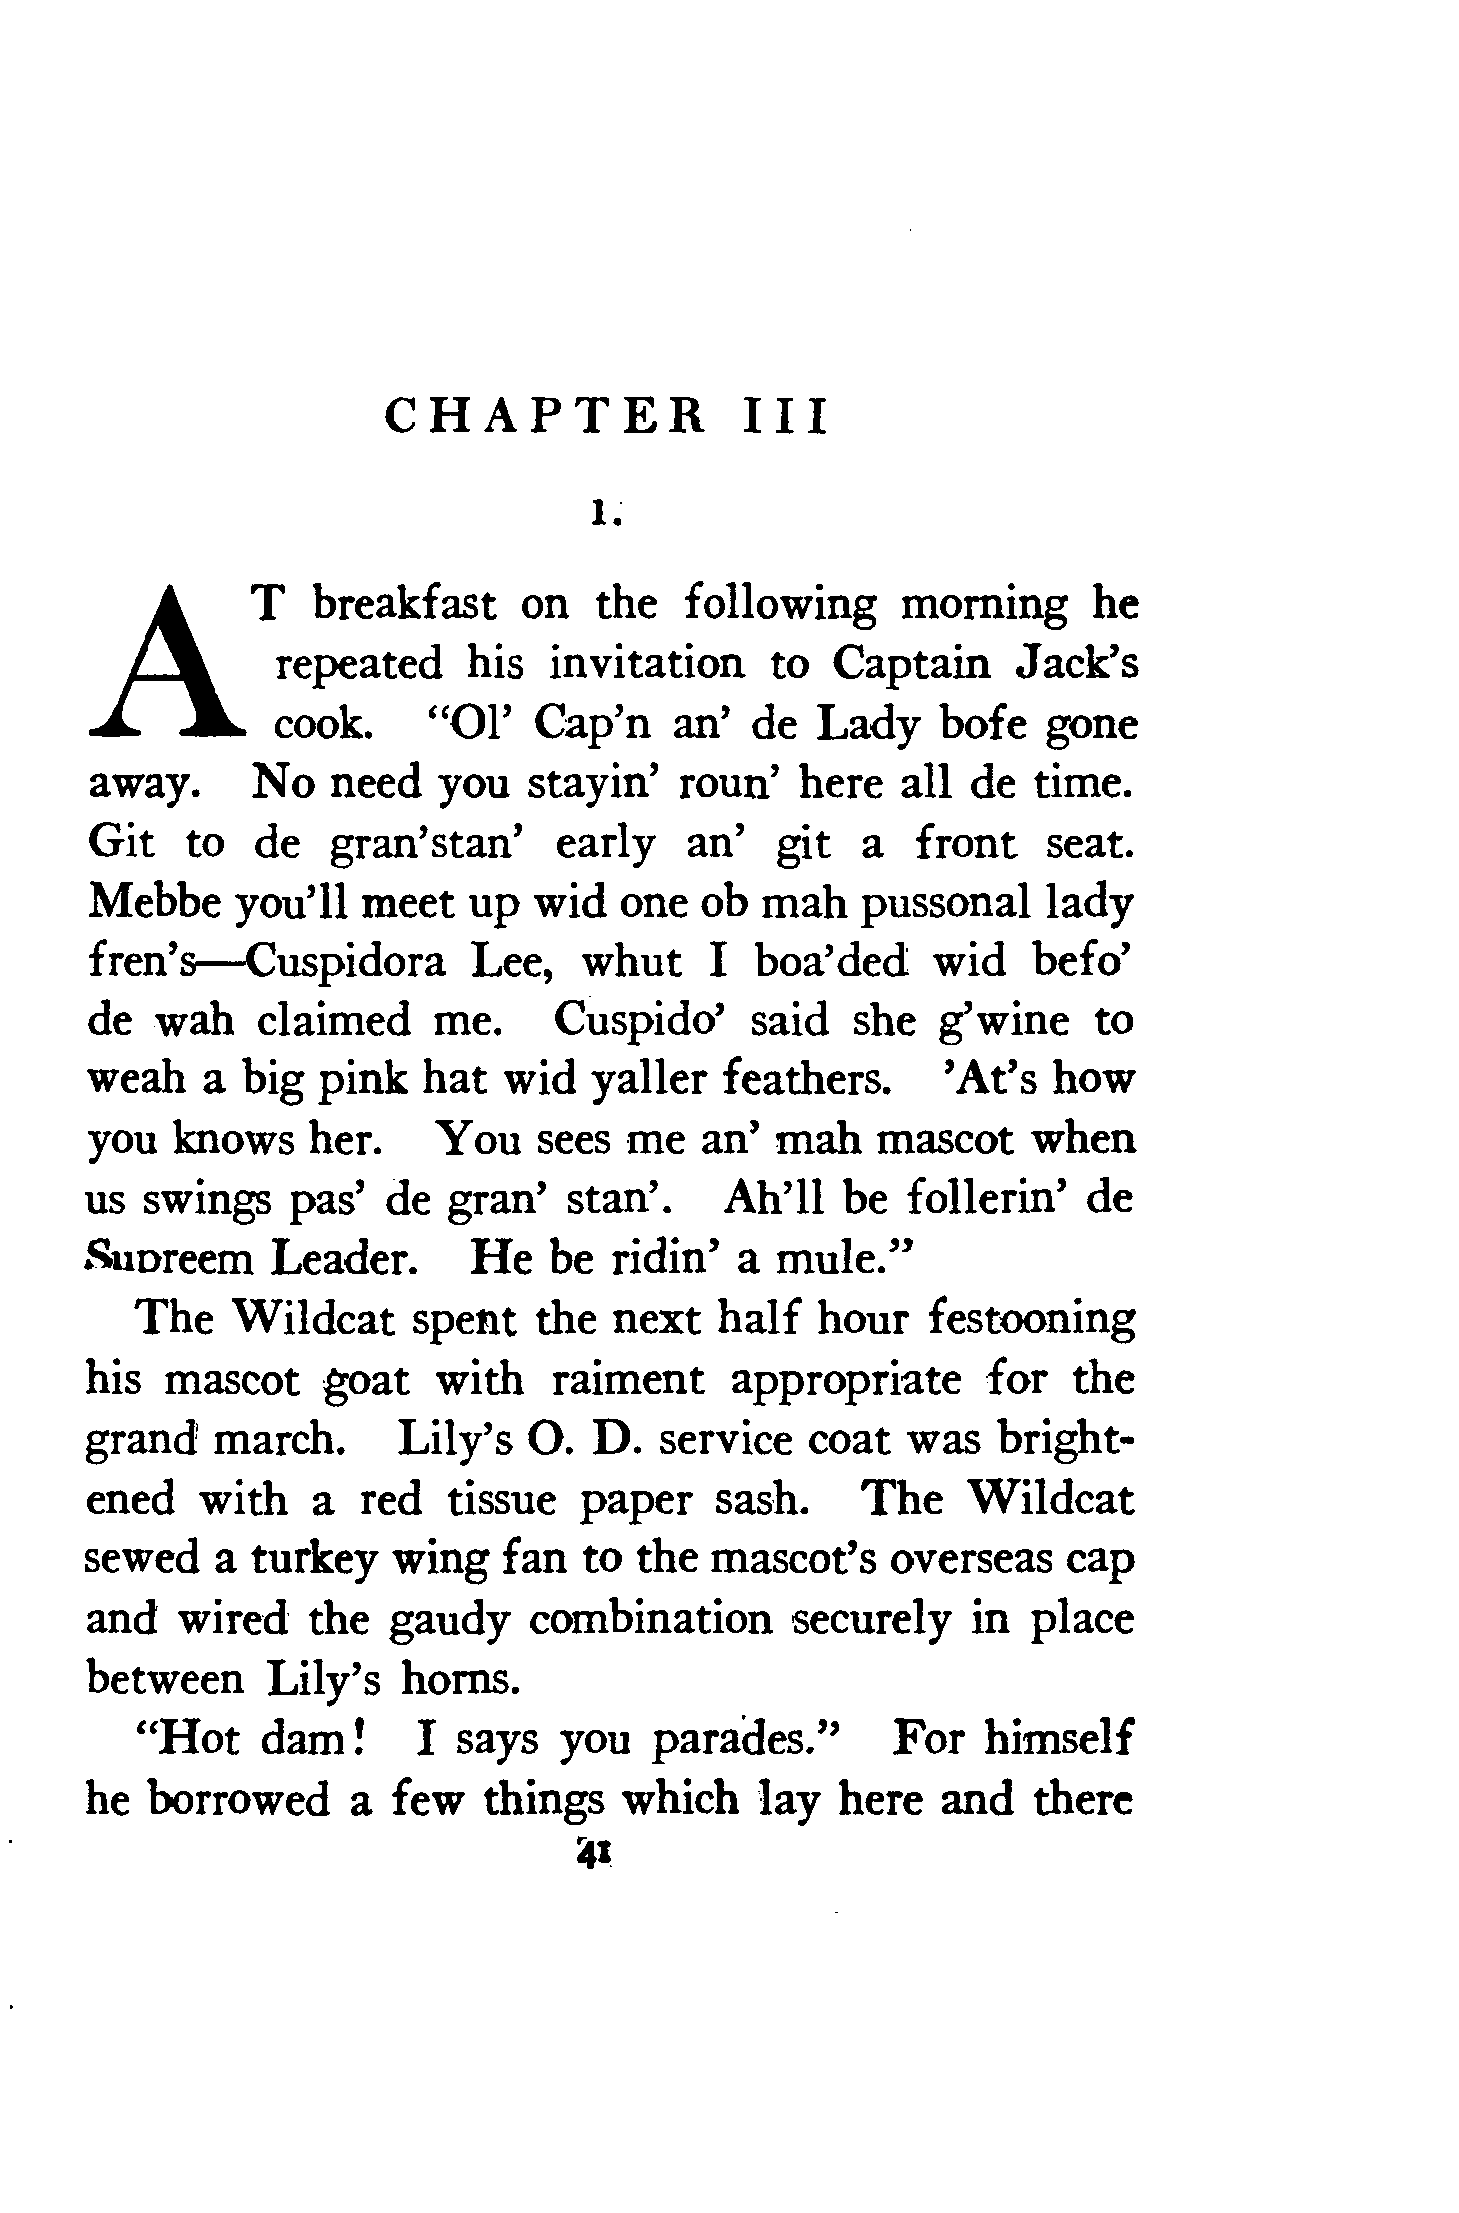 CHAPTER III
1.
AT breakfast on the following morning he
repeated his invitation to Captain Jack’s
cook. “Ol’ Cap’n an’ de Lady bofe gone
away. No need you stayin’ roun’ here all de time.
Git to de gran’stan’ early an’ git a front seat.
Mebbe you’ll meet up wid one ob mah pussonal lady
fren’s—Cuspidora Lee, whut I boa’ded wid befo’
de wah claimed me. Cuspido’ said she g’wine to
weah a big pink hat wid yaller feathers. ’At’s how
you knows her. You sees me an’ mah mascot when
us swings pas’ de gran’ stan’. Ah’ll be follerin’ de
Supreem Leader. He be ridin’ a mule.”
The Wildcat spent the next half hour festooning
his mascot goat with raiment appropriate for the
grand march. Lily’s O. D. service coat was bright-
ened with a red tissue paper sash. The Wildcat
sewed a turkey wing fan to the mascot’s overseas cap
and wired the gaudy combination securely in place
between Lily’s horns.
“Hot dam! I says you parades.” For himself
he borrowed a few things which lay here and there
41